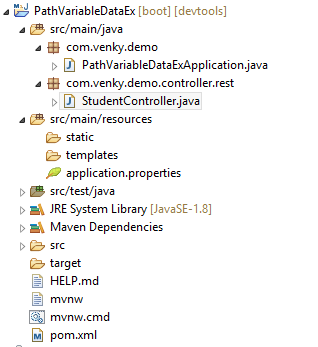 PathVariableDataEx [boot] [devtools]
src/main/java
com.venky.demo
PathVariableDataExApplication.java
com.venky.demo.controller.rest
StudentController.java
src/main/resources
static
templates
application.properties
src/test/java
JRE System Library [JavaSE-1.8]
Maven Dependencies
src
target
HELP.md
mvnw
mvnw.cmd
pom.xml